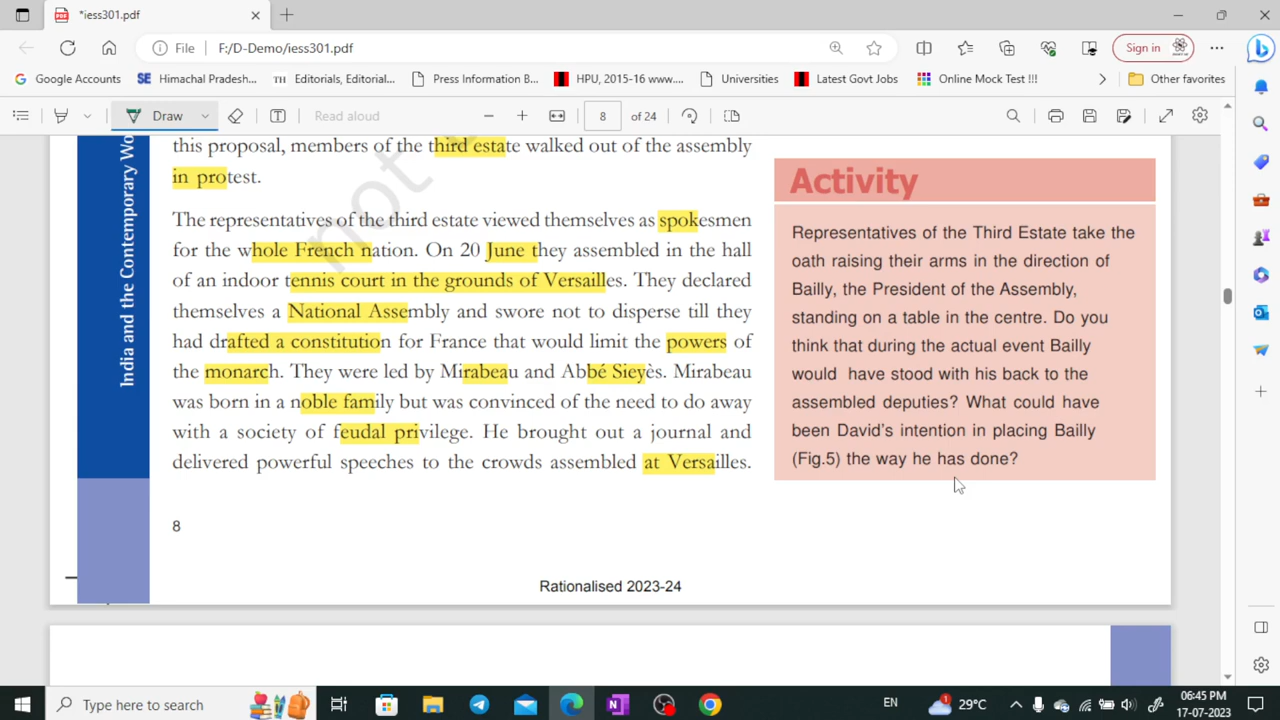 *iess301.pdf
File F:/D-Demo/iess301.pdf
Sign in
Google Accounts
SE Himachal Pradesh...
TH Editorials, Editorial...
Press Information B...
HPU, 2015-16 www....
Universities
Latest Govt Jobs
Online Mock Test !!!
Other favorites
Draw
Read aloud
8 of 24
India and the Contemporary Wo
not
this proposal, members of the third estate walked out of the assembly
in protest.
The representatives of the third estate viewed themselves as spokesmen
for the whole French nation. On 20 June they assembled in the hall
of an indoor tennis court in the grounds of Versailles. They declared
themselves a National Assembly and swore not to disperse till they
had drafted a constitution for France that would limit the powers of
the monarch. They were led by Mirabeau and Abbé Sieyès. Mirabeau
was born in a noble family but was convinced of the need to do away
with a society of feudal privilege. He brought out a journal and
delivered powerful speeches to the crowds assembled at Versailles.
8
Activity
Representatives of the Third Estate take the
oath raising their arms in the direction of
Bailly, the President of the Assembly,
standing on a table in the centre. Do you
think that during the actual event Bailly
would have stood with his back to the
assembled deputies? What could have
been David's intention in placing Bailly
(Fig.5) the way he has done?
Rationalised 2023-24
Type here to search
EN
29°C
06:45 PM
17-07-2023